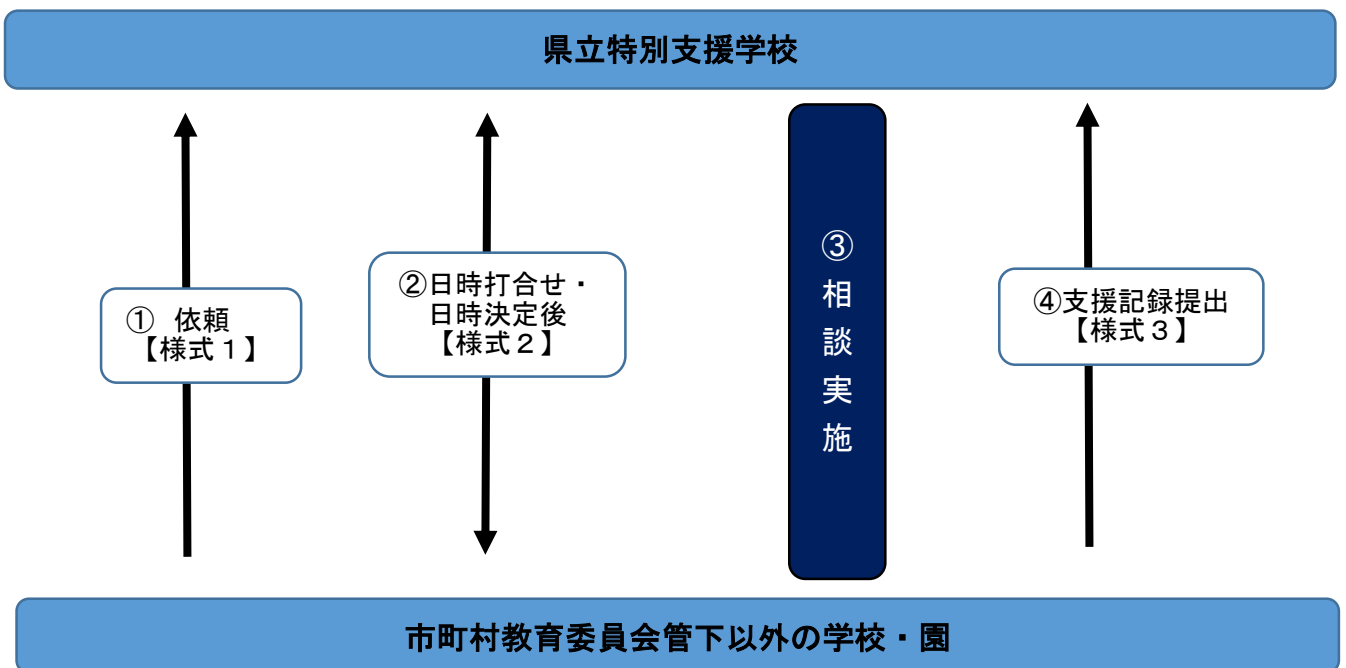 県立特別支援学校
① 依頼
【様式１】
②日時打合せ・
日時決定後
【様式２】
③
相
談
実
施
④支援記録提出
【様式３】
市町村教育委員会管下以外の学校・園